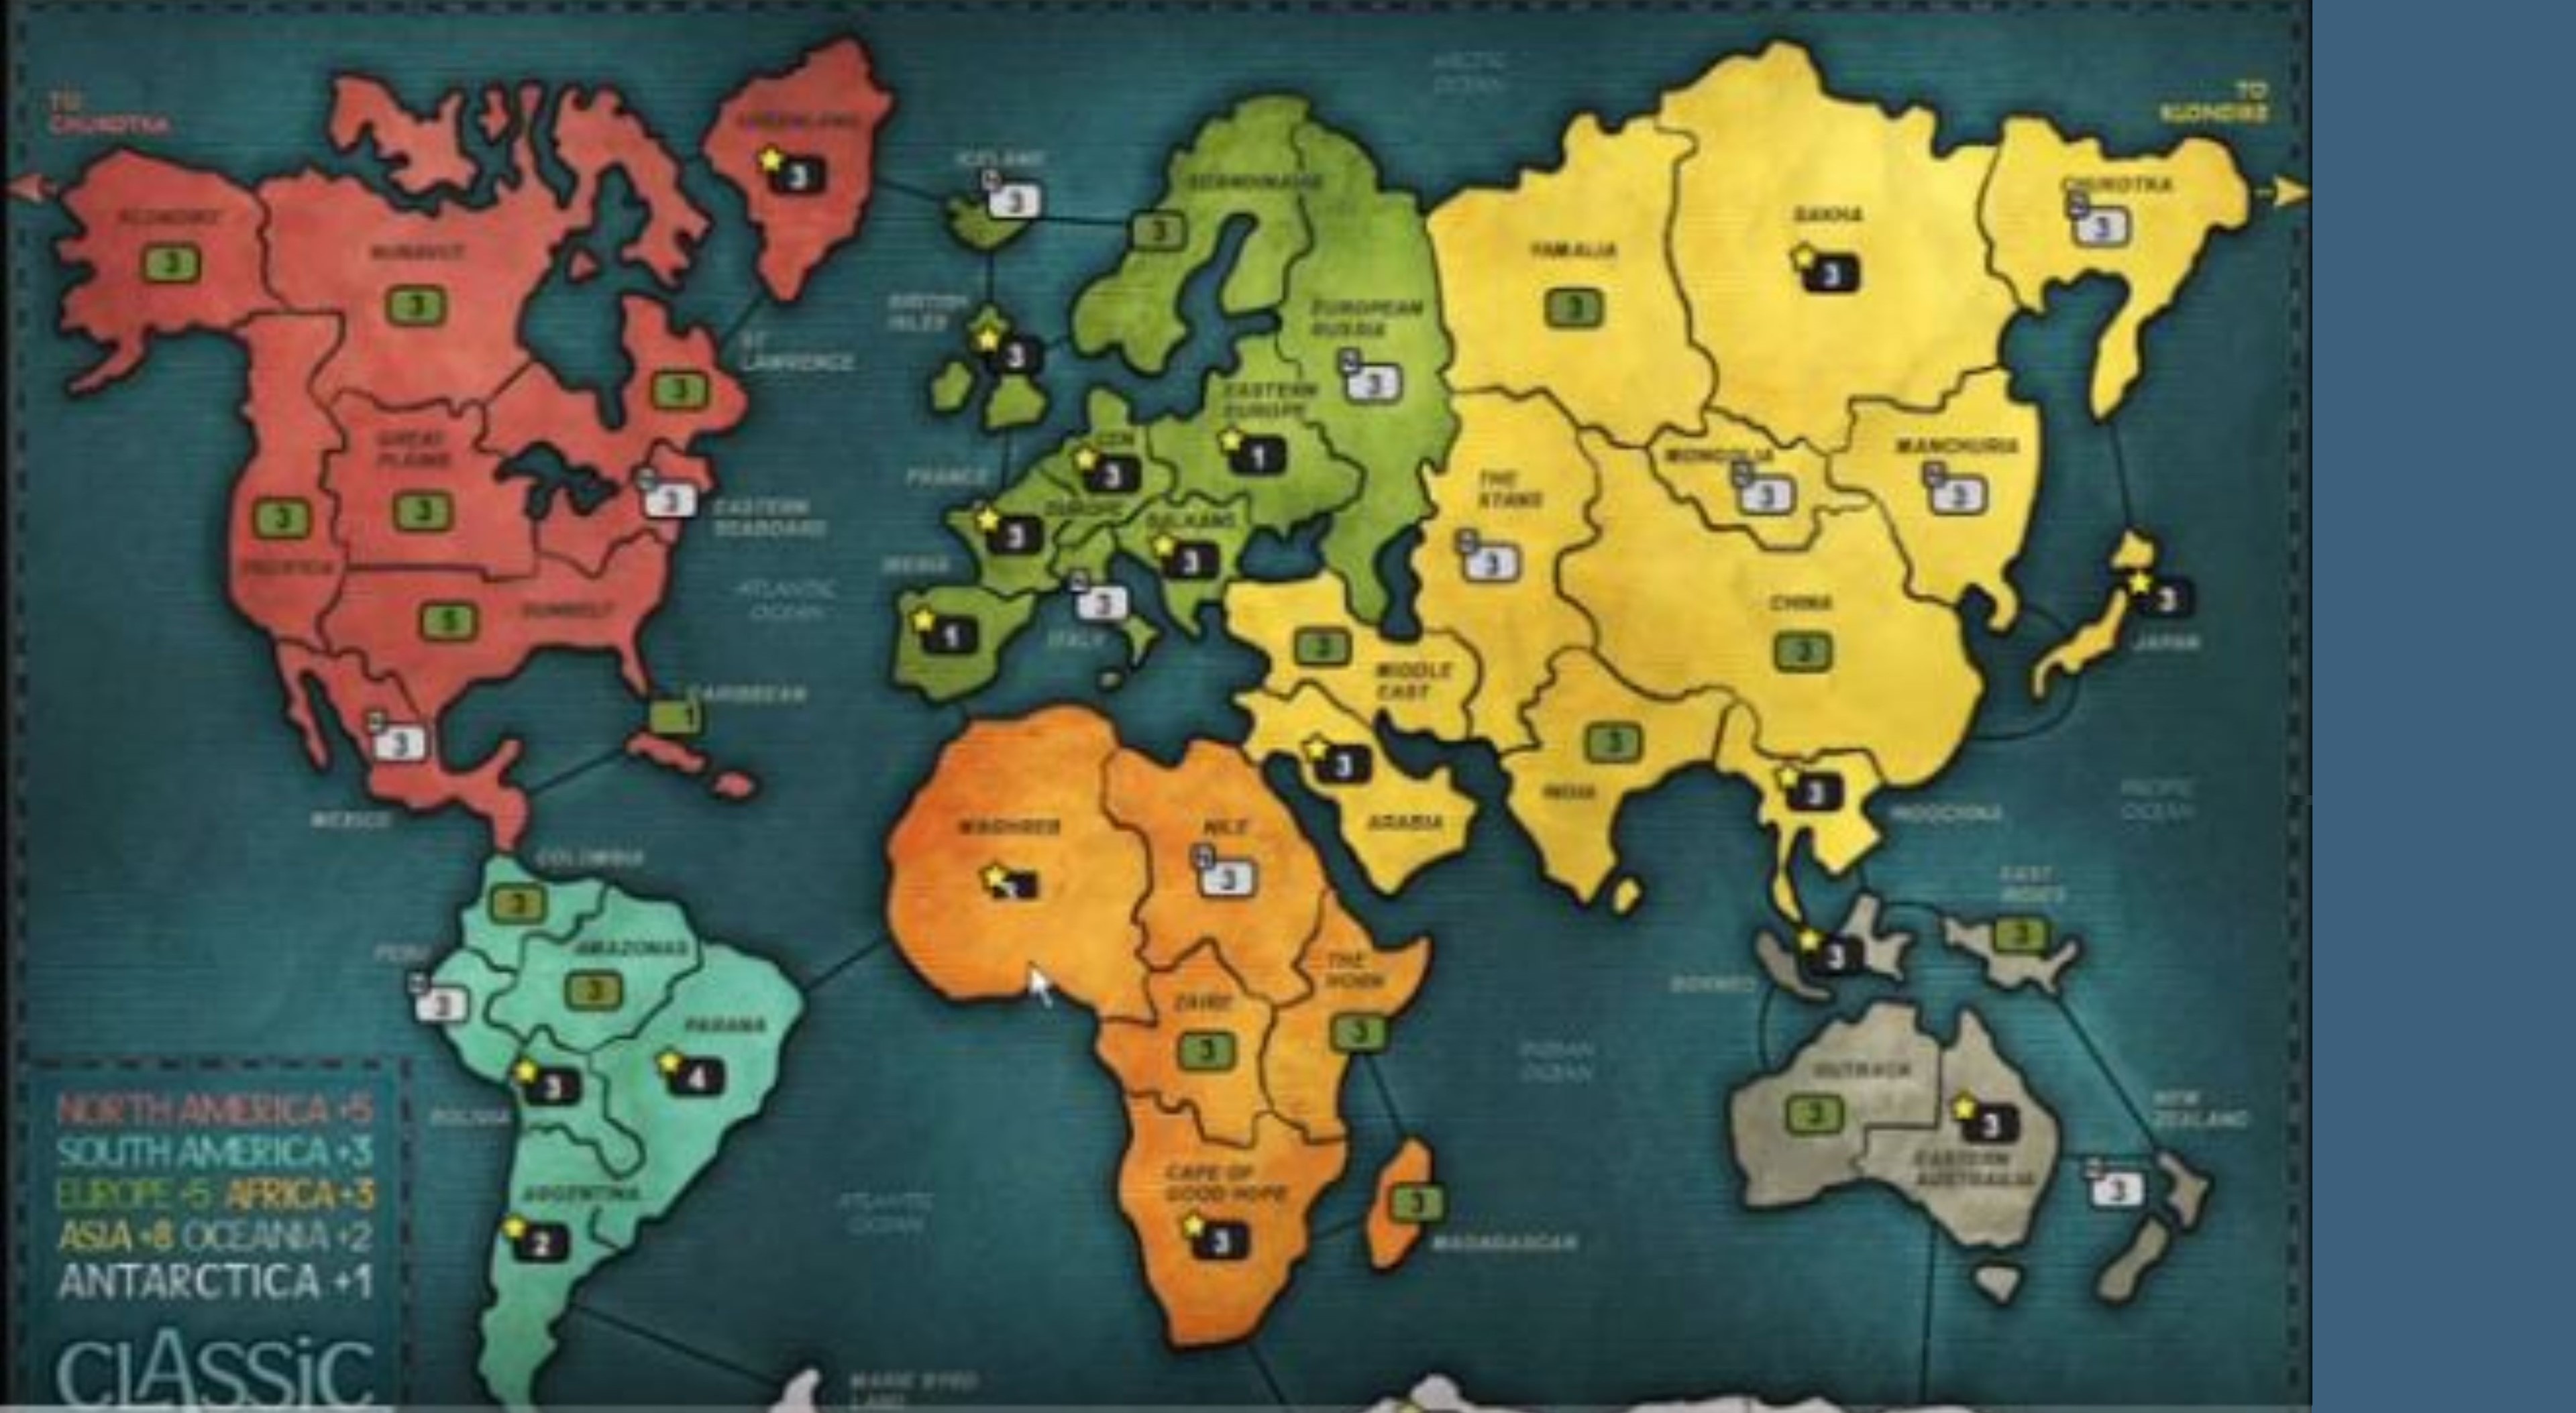 TO
CHUKOTKA
KLONDIKE
3
NUNAVUT
3
GREENLAND
3
ICELAND
3
SCANDINAVIA
3
ARCTIC
OCEAN
YAMALIA
3
SAKHA
3
CHUKOTKA
3
TO
KLONDIKE
BRITISH
ISLES
3
EUROPEAN
RUSSIA
3
ST
LAWRENCE
3
GREAT
PLAINS
3
EASTERN
EUROPE
1
3
FRANCE
3
EUROPE
BALKANS
3
THE
STANS
3
MONGOLIA
3
MANCHURIA
3
3
PACIFICA
3
EASTERN
SEABOARD
SUNBELT
ATLANTIC
OCEAN
IBERIA
1
3
ITALY
3
MIDDLE
EAST
CHINA
3
3
JAPAN
CARIBBEAN
1
3
MEXICO
3
ARABIA
3
INDIA
3
INDOCHINA
PACIFIC
OCEAN
COLOMBIA
3
MAGHREB
NILE
3
PERU
3
AMAZONAS
3
THE
HORN
3
EAST
INDIES
3
BORNEO
3
PARANA
4
3
BOLIVIA
ZAIRE
3
INDIAN
OCEAN
OUTBACK
3
3
EASTERN
AUSTRALIA
NEW
ZEALAND
3
ARGENTINA
2
ATLANTIC
OCEAN
CAPE OF
GOOD HOPE
3
3
MADAGASCAR
NORTH AMERICA +5
SOUTH AMERICA +3
EUROPE +5 AFRICA +3
ASIA +8 OCEANIA +2
ANTARCTICA +1
CLASSIC
MARIE BYRD
LAND